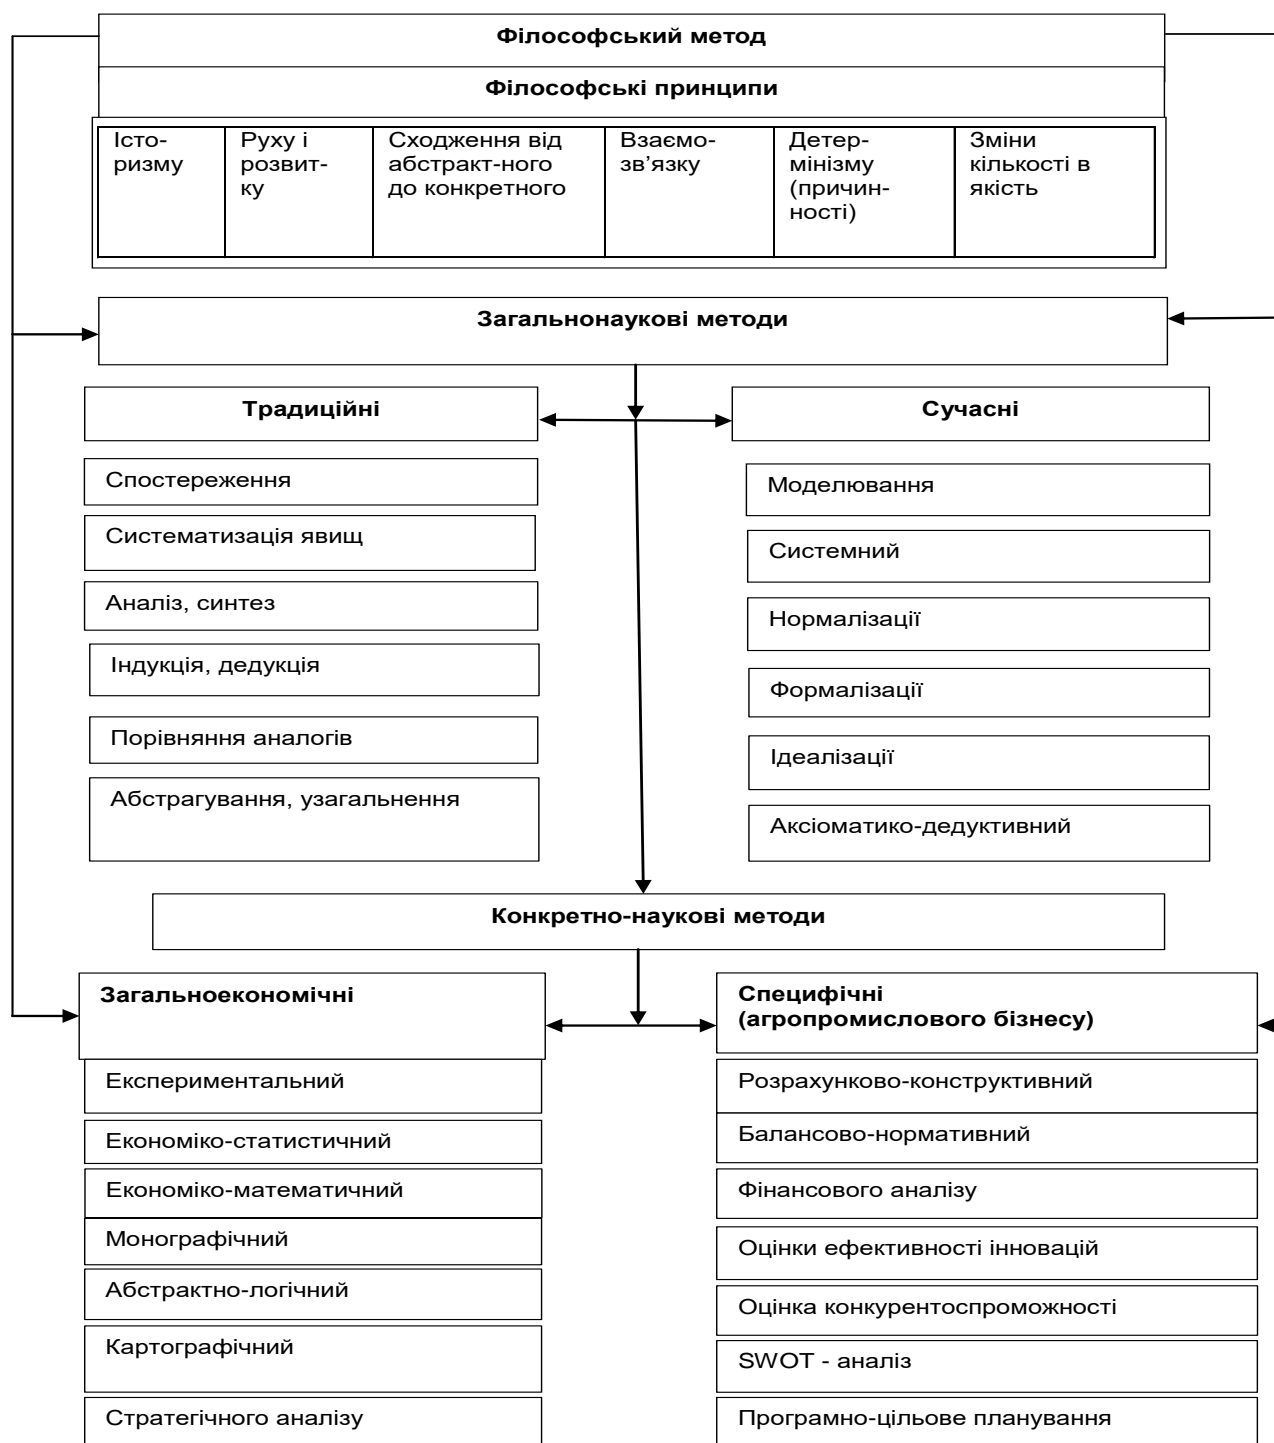 Філософський метод
Філософські принципи
Істо-
ризму
Руху і
розвит-
ку
Сходження від
абстракт-ного
до конкретного
Взаємо-
зв’язку
Детер-
мінізму
(причин-
ності)
Зміни
кількості в
якість
Загальнонаукові методи
Традиційні
Сучасні
Спостереження
Систематизація явищ
Аналіз, синтез
Індукція, дедукція
Порівняння аналогів
Абстрагування, узагальнення
Моделювання
Системний
Нормалізації
Формалізації
Ідеалізації
Аксіоматико-дедуктивний
Конкретно-наукові методи
Загальноекономічні
Експериментальний
Економіко-статистичний
Економіко-математичний
Монографічний
Абстрактно-логічний
Картографічний
Стратегічного аналізу
Специфічні
(агропромислового бізнесу)
Розрахунково-конструктивний
Балансово-нормативний
Фінансового аналізу
Оцінки ефективності інновацій
Оцінка конкурентоспроможності
SWOT - аналіз
Програмно-цільове планування